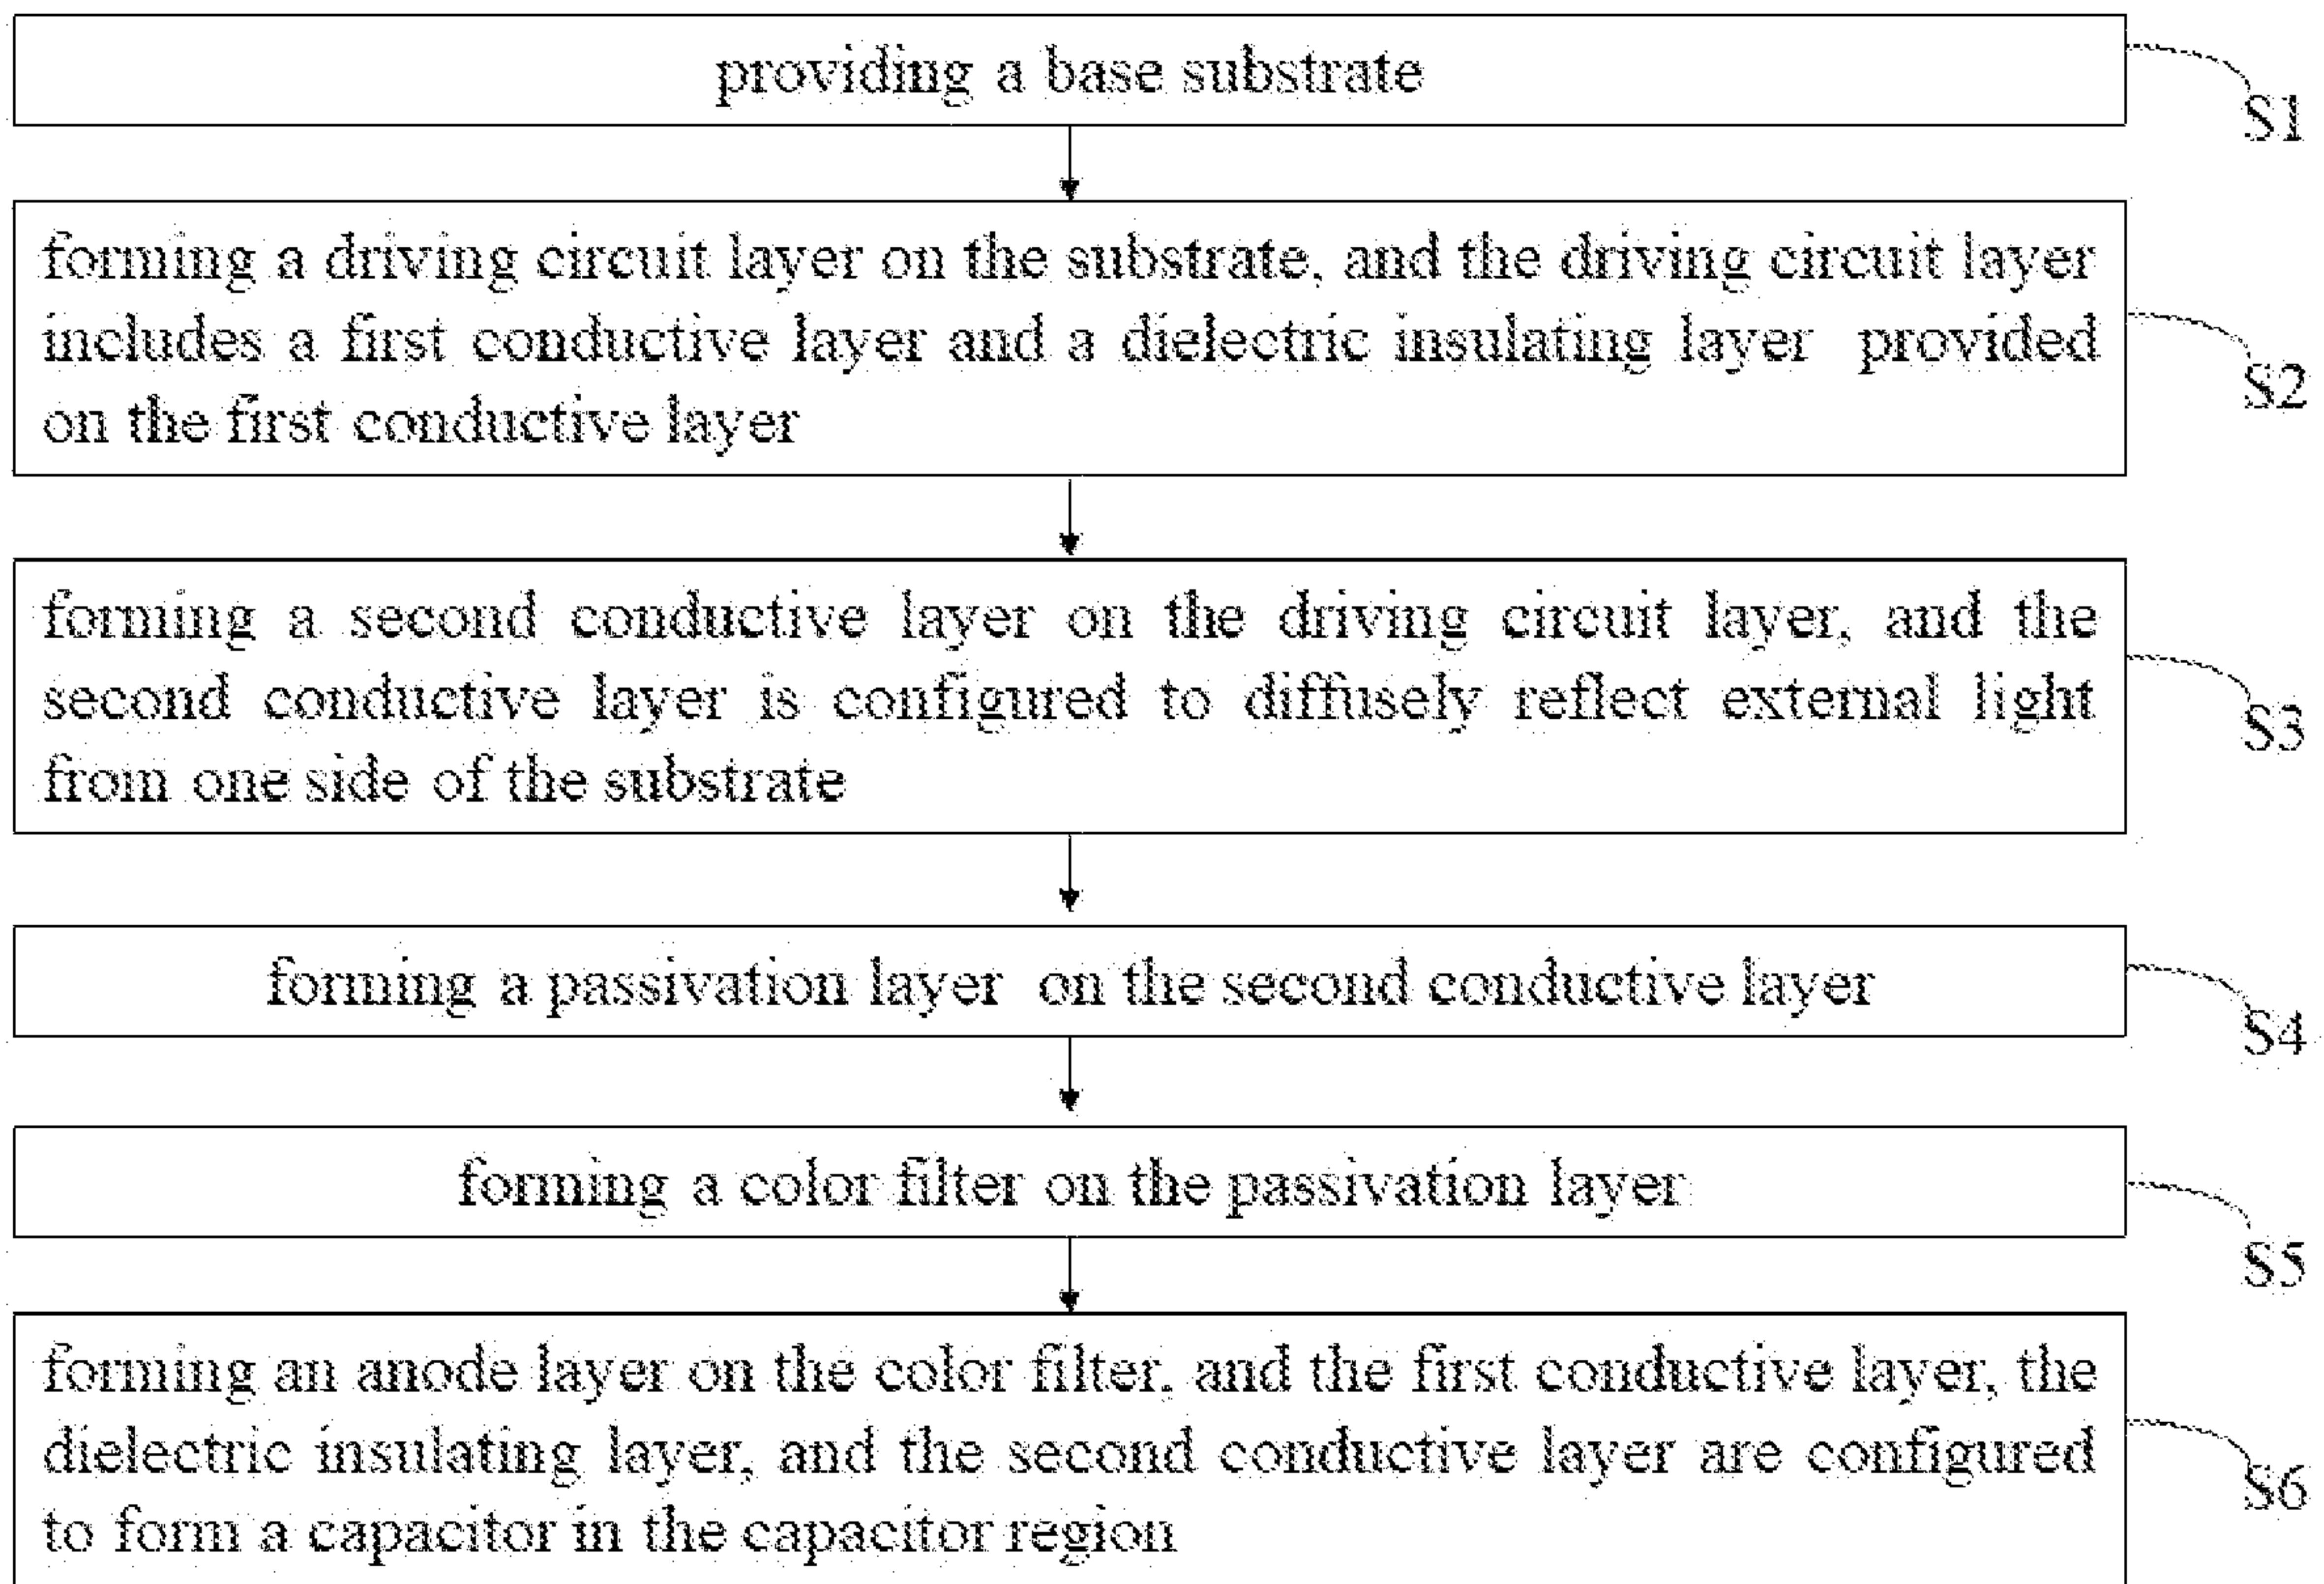 providing a base substrate
S1
forming a driving circuit layer on the substrate, and the driving circuit layer
includes a first conductive layer and a dielectric insulating layer provided
on the first conductive layer
S2
forming a second conductive layer on the driving circuit layer, and the
second conductive layer is configured to diffusely reflect external light
from one side of the substrate
S3
forming a passivation layer on the second conductive layer
S4
forming a color filter on the passivation layer
S5
forming an anode layer on the color filter, and the first conductive layer, the
dielectric insulating layer, and the second conductive layer are configured
to form a capacitor in the capacitor region
S6